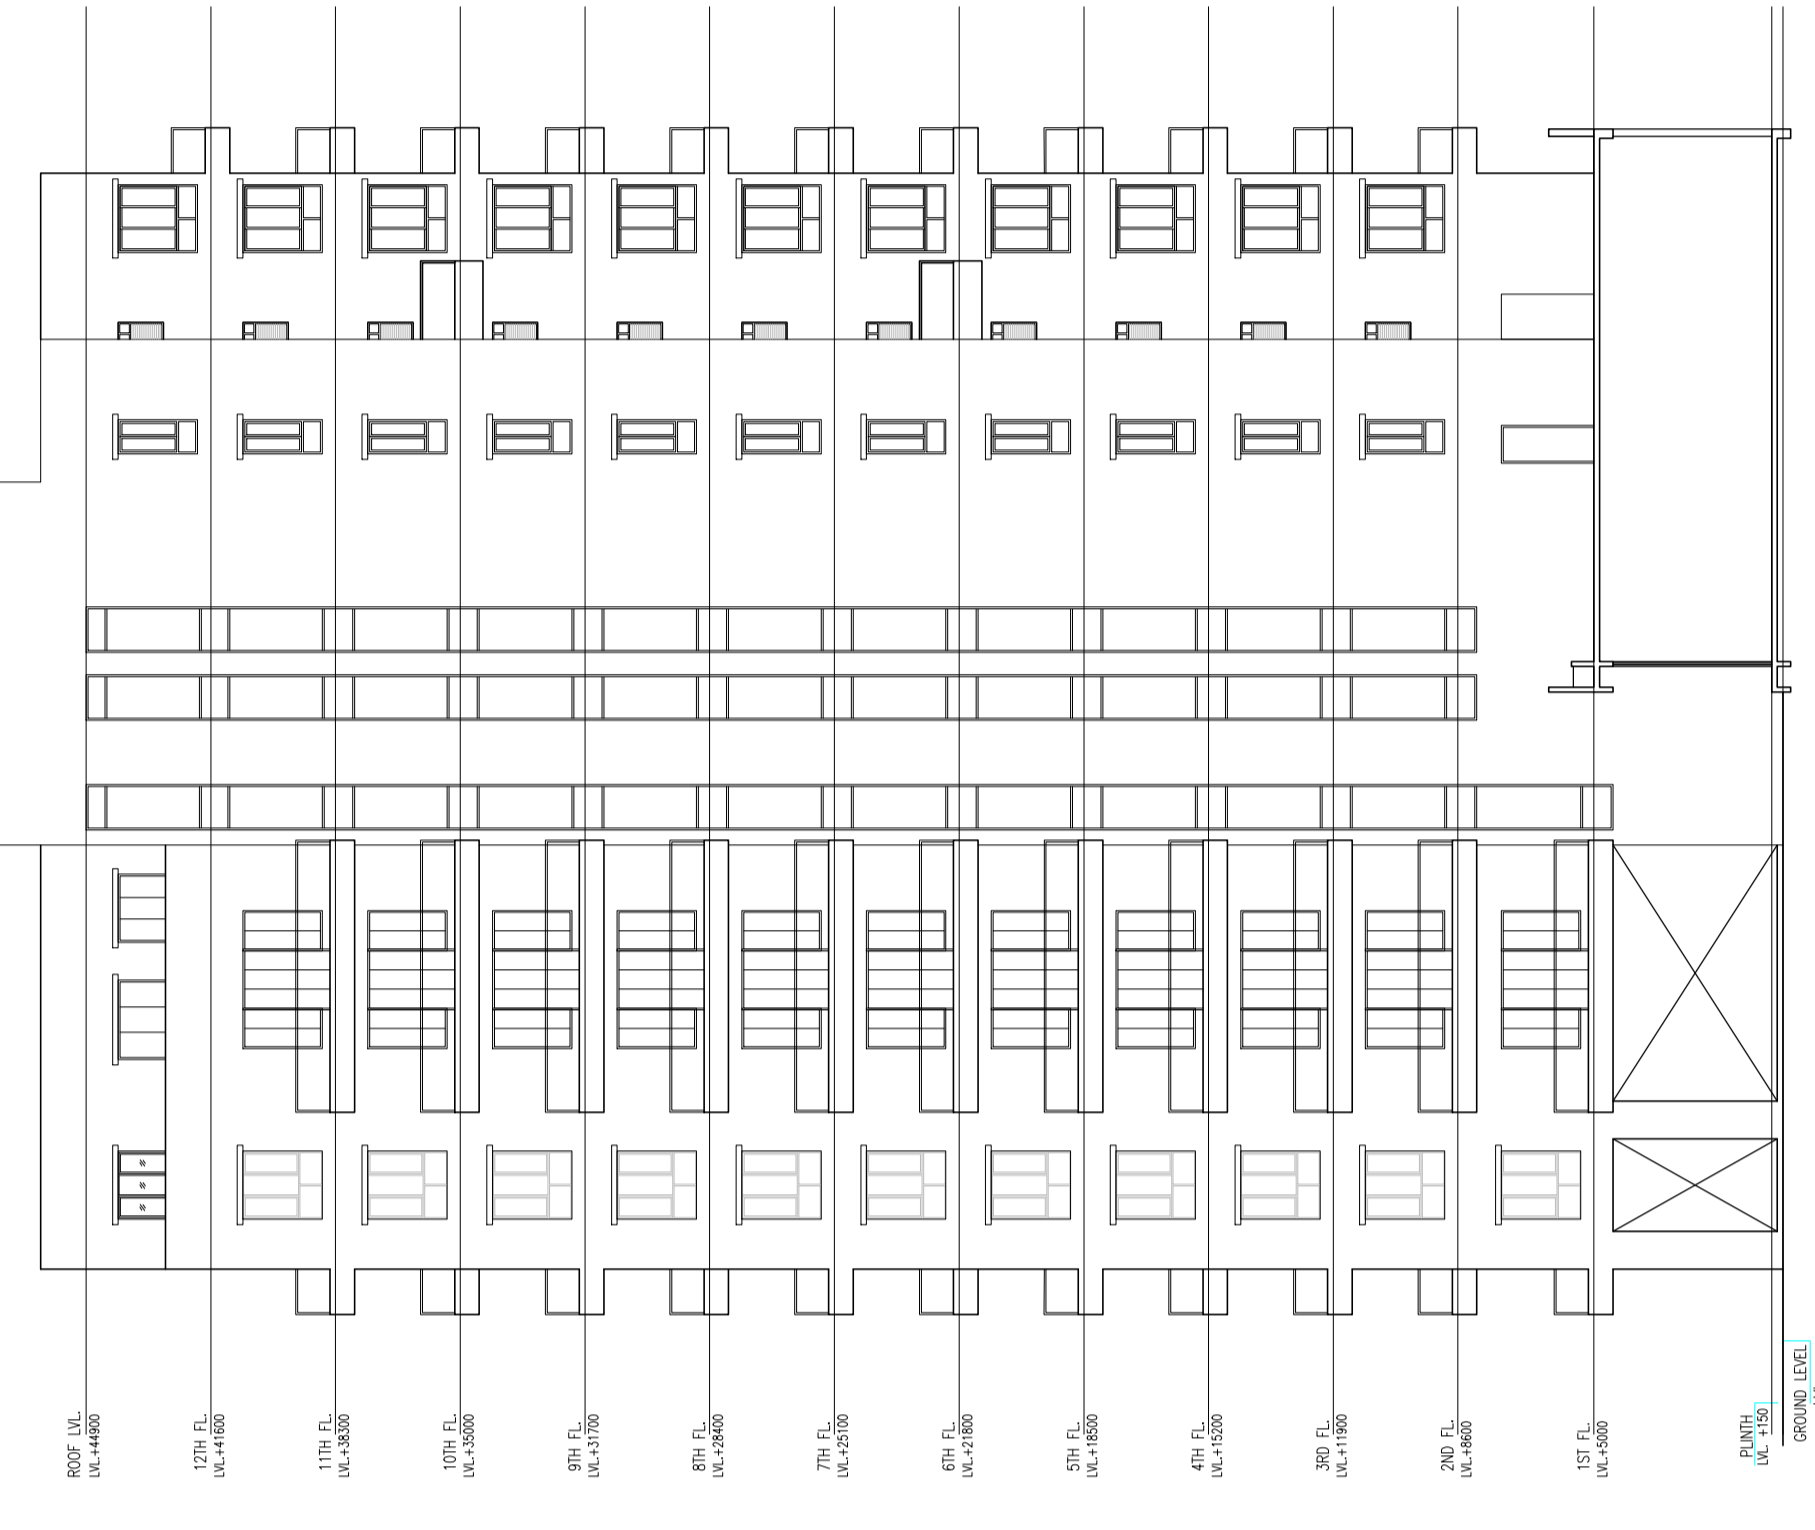 ROOF LVL.
LVL.+44900
12TH FL.
LVL.+41600
11TH FL.
LVL.+38300
10TH FL.
LVL.+35000
9TH FL.
LVL.+31700
8TH FL.
LVL.+28400
7TH FL.
LVL.+25100
6TH FL.
LVL.+21800
5TH FL.
LVL.+18500
4TH FL.
LVL.+15200
3RD FL.
LVL.+11900
2ND FL.
LVL.+8600
1ST FL.
LVL.+5000
PLINTH
LVL. +150
GROUND LEVEL